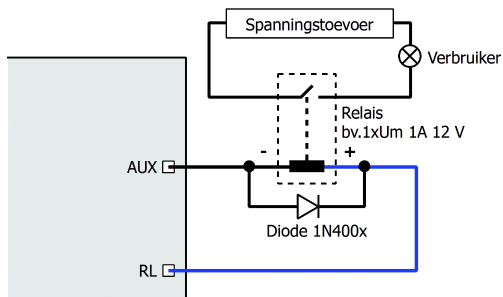 Spanningstoevoer
Verbruiker
Relais
bv.1xUm 1A 12 V
- +
AUX
Diode 1N400x
RL